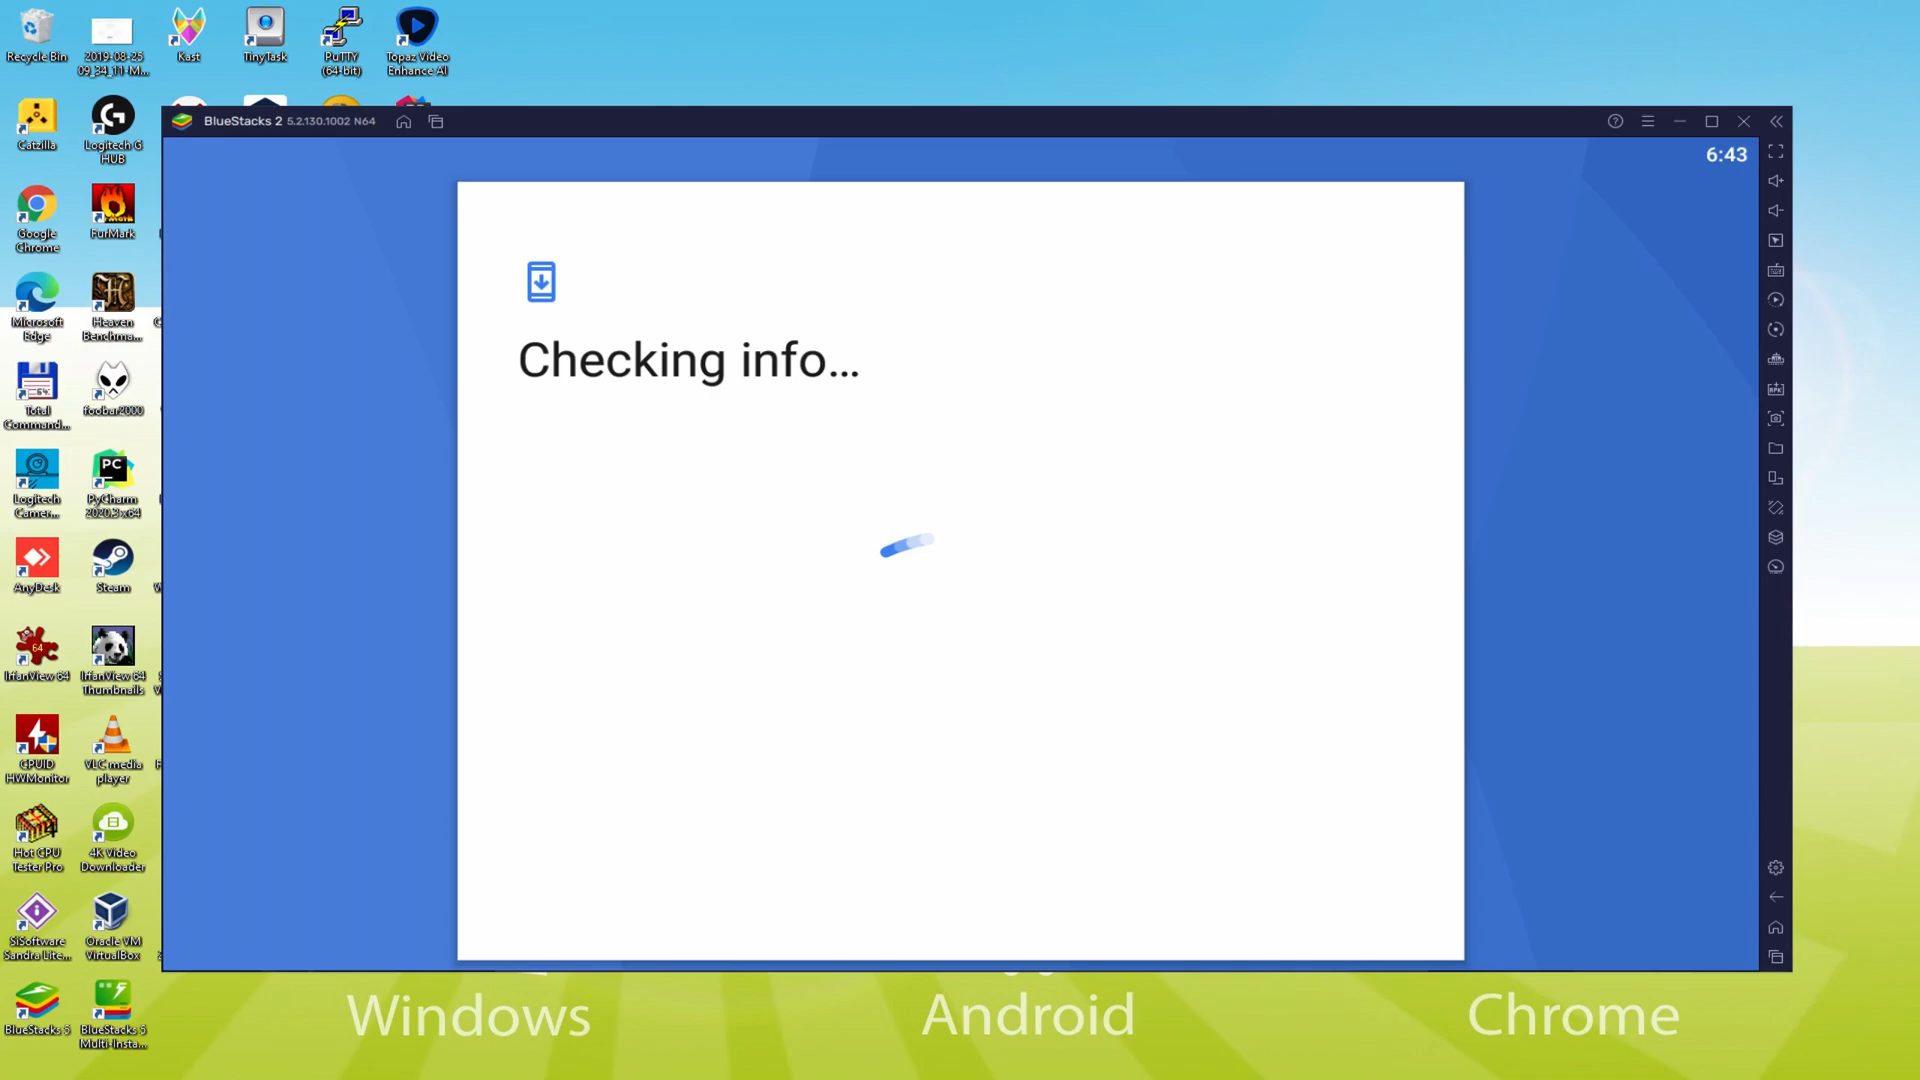 Recycle Bin
2019-08-25
09_34_11-M...
Kast
TinyTask
PuTTY
(64-bit)
Topaz Video
Enhance AI
BlueStacks 2 5.2.130.1002 N64
6:43
Catzilla
Logitech G
HUB
Google
Chrome
FurMark
Microsoft
Edge
Heaven
Benchma...
Checking info...
Total
Command...
foobar2000
Logitech
Camer...
PC
PyCharm
2020.3 x64
AnyDesk
Steam
64
IrfanView 64
IrfanView 64
Thumbnails
CPUID
HWMonitor
VLC media
player
Hot CPU
Tester Pro
4K Video
Downloader
SiSoftware
Sandra Lite...
Oracle VM
VirtualBox
BlueStacks 5
BlueStacks 5
Multi-Insta...
Windows
Android
Chrome